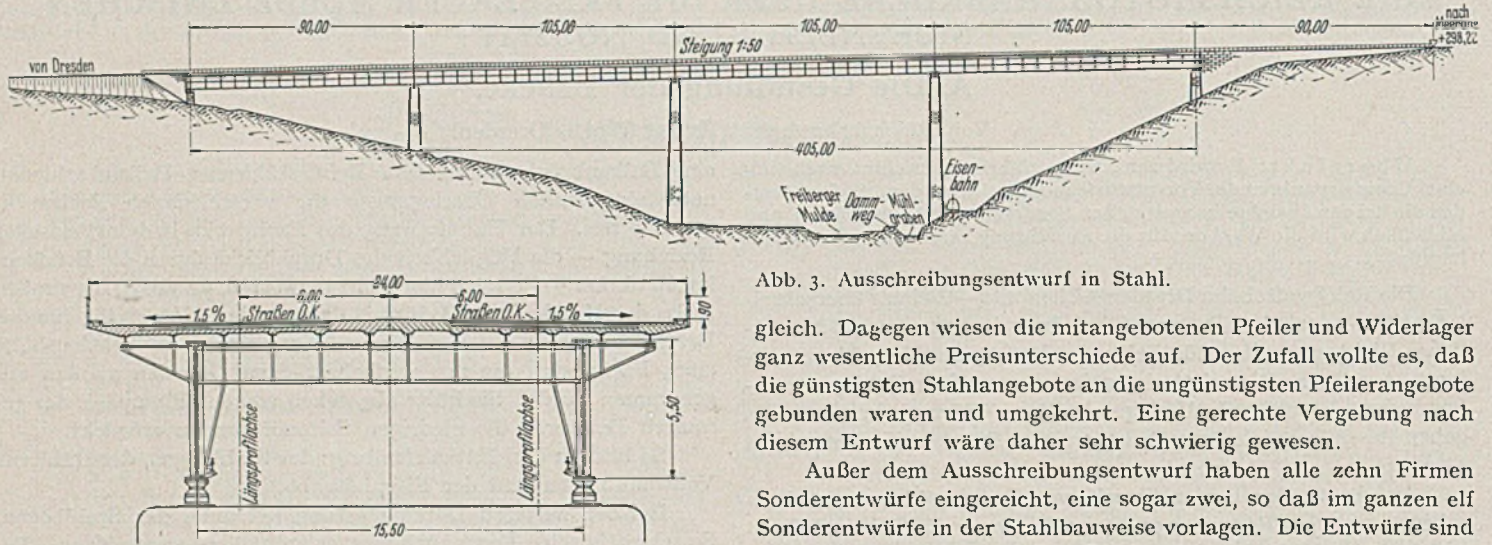 90,00 105,00 105,00 105,00 90,00
nach
+298,22
Steigung 1:50
von Dresden
405,00
Eisen-
bahn
Freiberger Damm- Mühl-
Mulde weg graben
24,00
6,00 6,00
1,5% Straßen O.K. Straßen O.K. 1,5%
90
5,50
Längsprofilachse Längsprofilachse
15,50
Abb. 3. Ausschreibungsentwurf in Stahl.
gleich. Dagegen wiesen die mitangebotenen Pfeiler und Widerlager
ganz wesentliche Preisunterschiede auf. Der Zufall wollte es, daß
die günstigsten Stahlangebote an die ungünstigsten Pfeilerangebote
gebunden waren und umgekehrt. Eine gerechte Vergebung nach
diesem Entwurf wäre daher sehr schwierig gewesen.
Außer dem Ausschreibungsentwurf haben alle zehn Firmen
Sonderentwürfe eingereicht, eine sogar zwei, so daß im ganzen elf
Sonderentwürfe in der Stahlbauweise vorlagen. Die Entwürfe sind